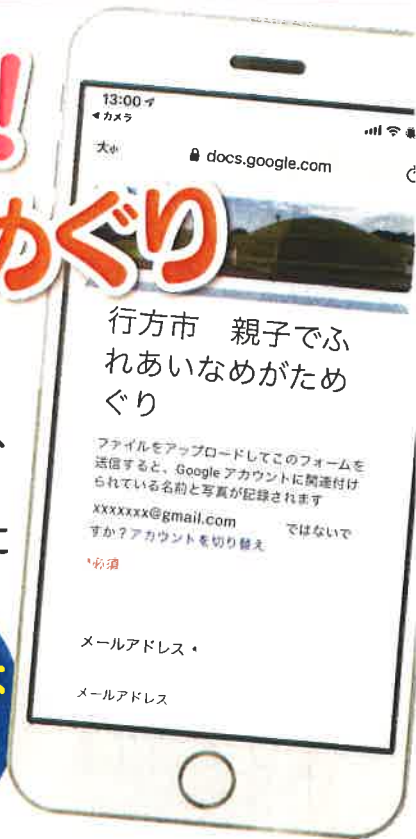 !
めぐり
13:00
◀ カメラ
大小
docs.google.com
行方市 親子でふ
れあいなめがため
ぐり
ファイルをアップロードしてこのフォームを
送信すると、Google アカウントに関連付け
られている名前と写真が記録されます
xxxxxxx@gmail.com ではないで
すか？アカウントを切り替え
*必須
メールアドレス *
メールアドレス
、
に